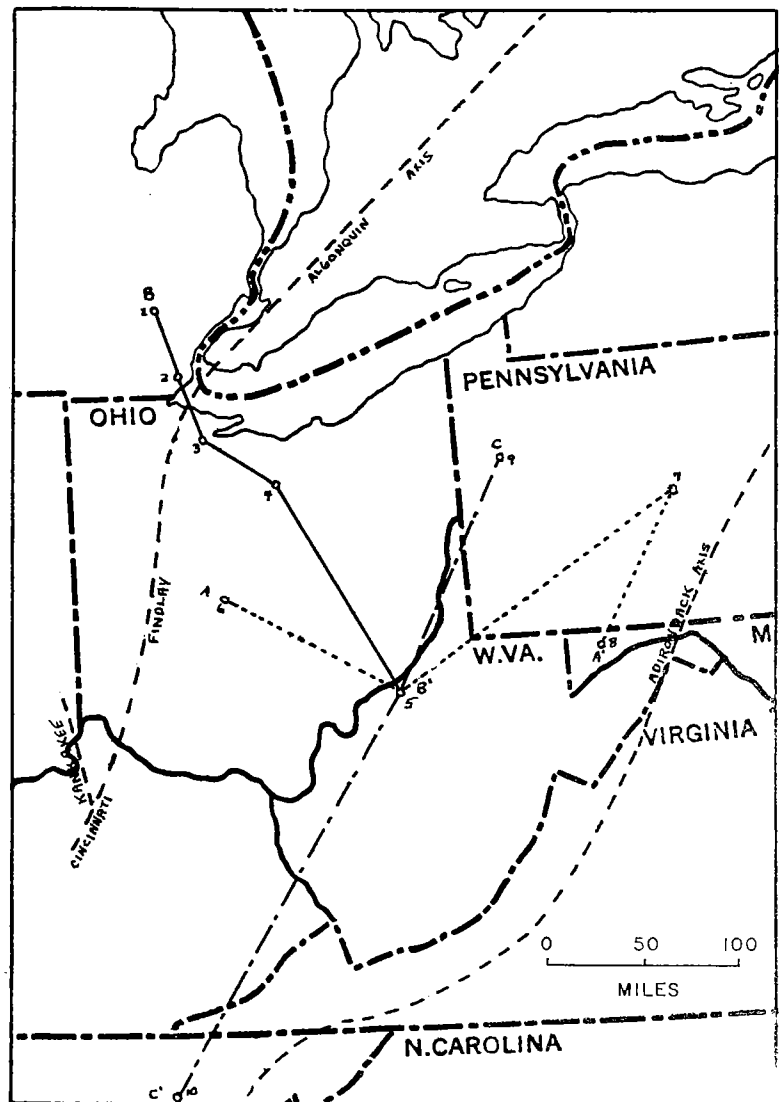 ALGONQUIN AXIS
B
1
2
OHIO
3
4
PENNSYLVANIA
C
9
7
FINDLAY
A
6
ADIRONDACK AXIS
W.VA.
A'
8
M
5
B'
VIRGINIA
KANKAKEE
CINCINNATI
0 50 100
MILES
N.CAROLINA
C'
10